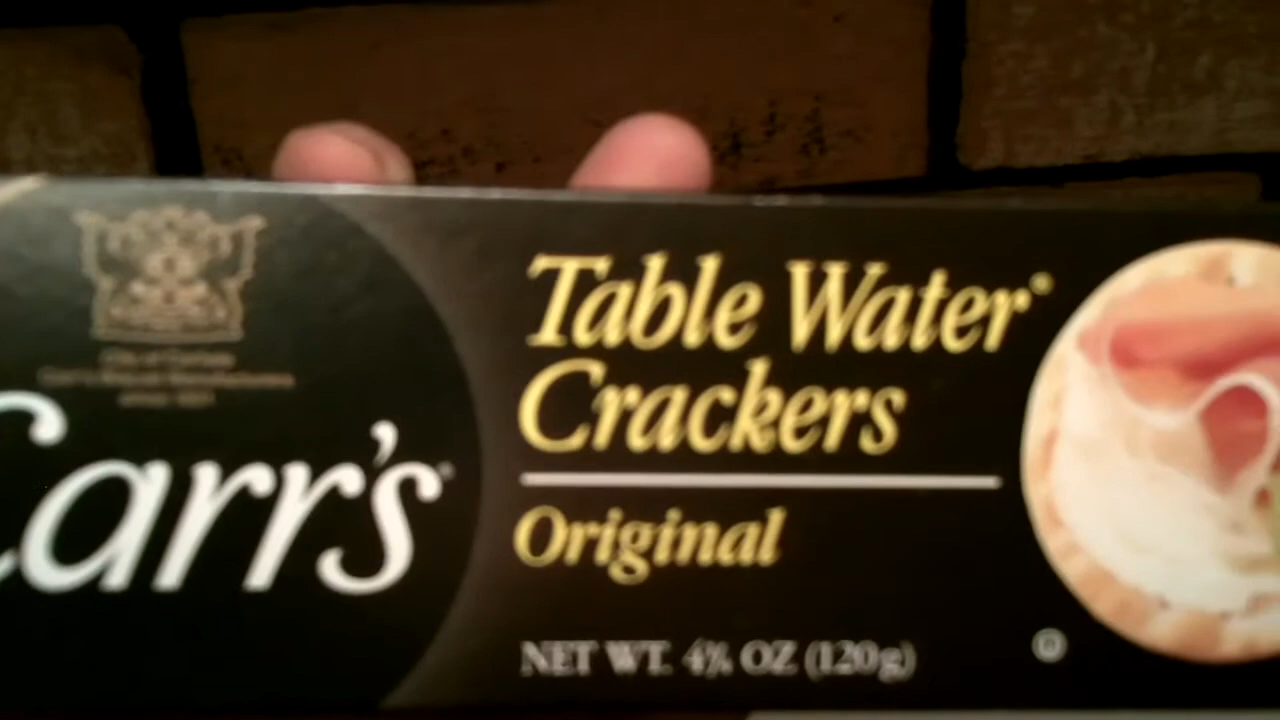 Carr's
Table Water®
Crackers
Original
NET WT. 4¼ OZ (120g)